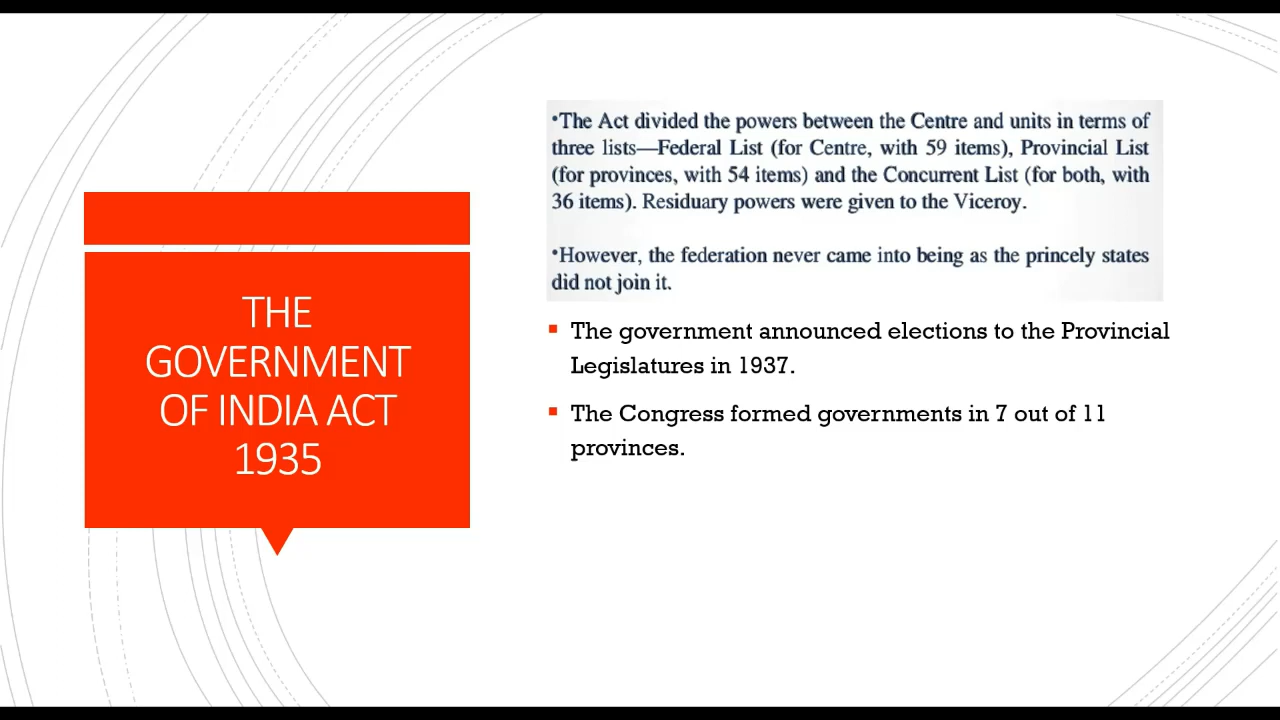 THE
GOVERNMENT
OF INDIA ACT
1935
•The Act divided the powers between the Centre and units in terms of
three lists—Federal List (for Centre, with 59 items), Provincial List
(for provinces, with 54 items) and the Concurrent List (for both, with
36 items). Residuary powers were given to the Viceroy.
•However, the federation never came into being as the princely states
did not join it.
▪ The government announced elections to the Provincial
Legislatures in 1937.
▪ The Congress formed governments in 7 out of 11
provinces.